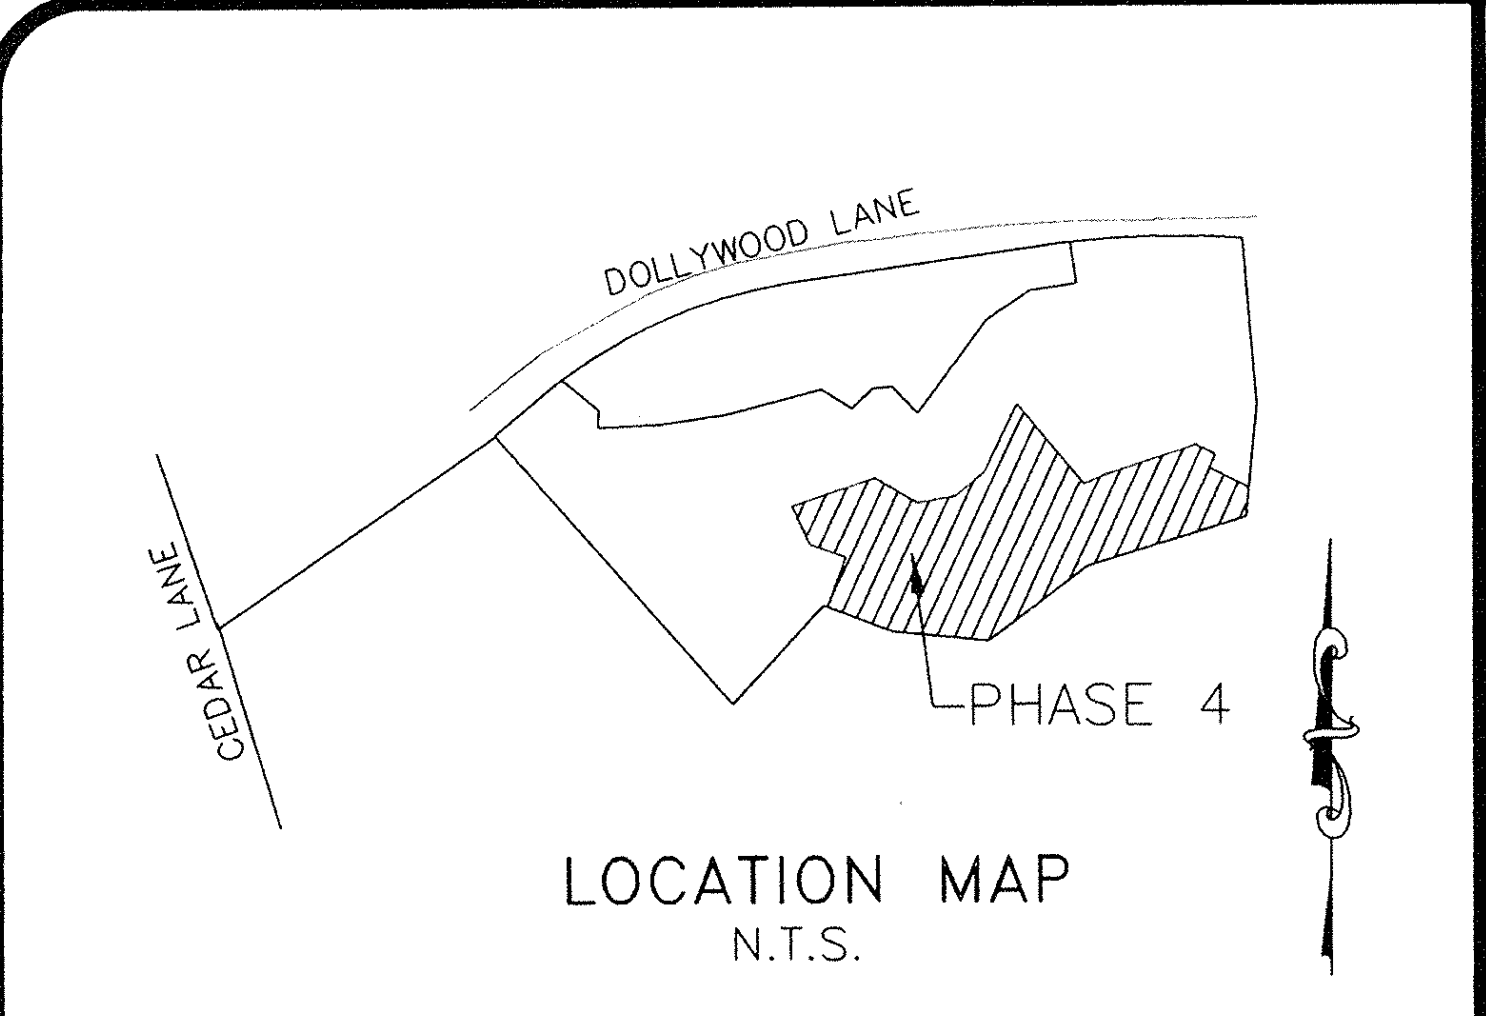 DOLLYWOOD LANE
CEDAR LANE
PHASE 4
LOCATION MAP
N.T.S.